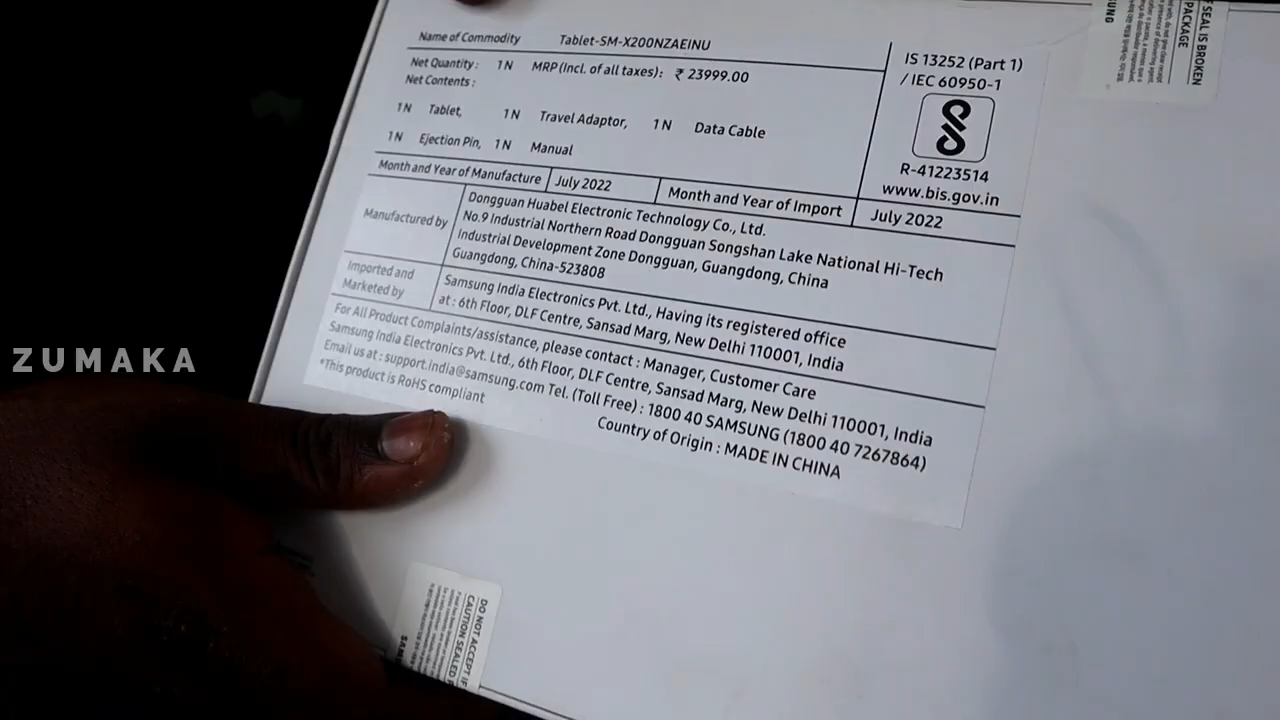 Name of Commodity Tablet-SM-X200NZAEINU
Net Quantity : 1 N MRP (Incl. of all taxes) : ₹ 23999.00
Net Contents :
1 N Tablet, 1 N Travel Adaptor, 1 N Data Cable
1 N Ejection Pin, 1 N Manual
IS 13252 (Part 1)
/ IEC 60950-1
R-41223514
www.bis.gov.in
Month and Year of Manufacture July 2022 Month and Year of Import July 2022
Manufactured by
Dongguan Huabel Electronic Technology Co., Ltd.
No.9 Industrial Northern Road Dongguan Songshan Lake National Hi-Tech
Industrial Development Zone Dongguan, Guangdong, China
Guangdong, China-523808
Imported and
Marketed by
Samsung India Electronics Pvt. Ltd., Having its registered office
at : 6th Floor, DLF Centre, Sansad Marg, New Delhi 110001, India
For All Product Complaints/assistance, please contact : Manager, Customer Care
Samsung India Electronics Pvt. Ltd., 6th Floor, DLF Centre, Sansad Marg, New Delhi 110001, India
Email us at : support.india@samsung.com Tel. (Toll Free) : 1800 40 SAMSUNG (1800 40 7267864)
*This product is RoHS compliant
Country of Origin : MADE IN CHINA
ZUMAKA
SEAL IS BROKEN
PACKAGE
DO NOT ACCEPT IF
CAUTION SEALED